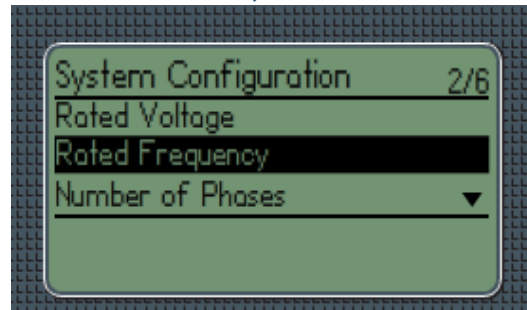 System Configuration 2/6
Rated Voltage
Rated Frequency
Number of Phases ▼